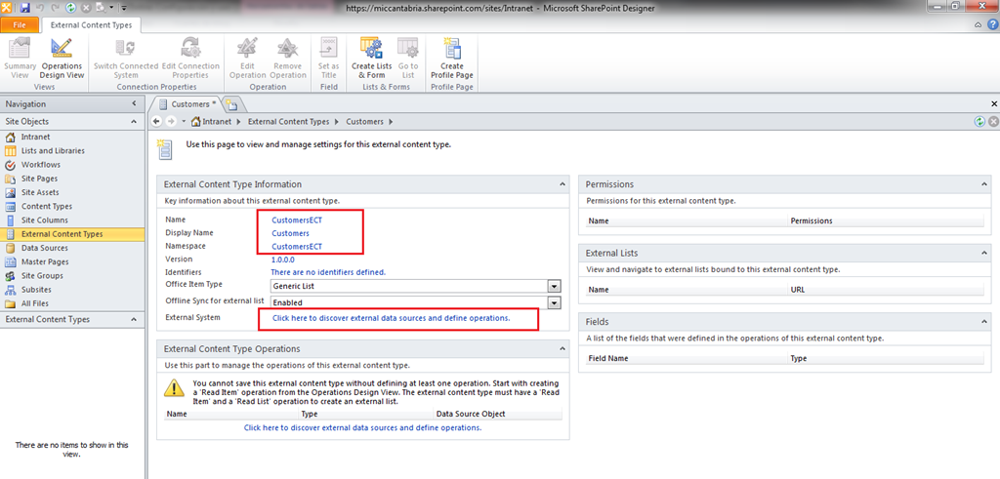 https://miccantabria.sharepoint.com/sites/Intranet - Microsoft SharePoint Designer
File
External Content Types
Summary View
Operations Design View
Switch Connected System
Edit Connection Properties
Edit Operation
Remove Operation
Set as Title
Create Lists & Form
Go to List
Create Profile Page
Views
Connection Properties
Operation
Field
Lists & Forms
Profile Page
Navigation
Site Objects
Intranet
Lists and Libraries
Workflows
Site Pages
Site Assets
Content Types
Site Columns
External Content Types
Data Sources
Master Pages
Site Groups
Subsites
All Files
External Content Types
There are no items to show in this
view.
Customers *
Intranet
External Content Types
Customers
Use this page to view and manage settings for this external content type.
External Content Type Information
Key information about this external content type.
Name CustomersECT
Display Name Customers
Namespace CustomersECT
Version 1.0.0.0
Identifiers There are no identifiers defined.
Office Item Type Generic List
Offline Sync for external list Enabled
External System Click here to discover external data sources and define operations.
External Content Type Operations
Use this part to manage the operations of this external content type.
You cannot save this external content type without defining at least one operation. Start with creating
a 'Read Item' operation from the Operations Design View. The external content type must have a 'Read
Item' and a 'Read List' operation to create an external list.
Name Type Data Source Object
Click here to discover external data sources and define operations.
Permissions
Permissions for this external content type.
Name Permissions
External Lists
View and navigate to external lists bound to this external content type.
Name URL
Fields
A list of the fields that were defined in the operations of this external content type.
Field Name Type